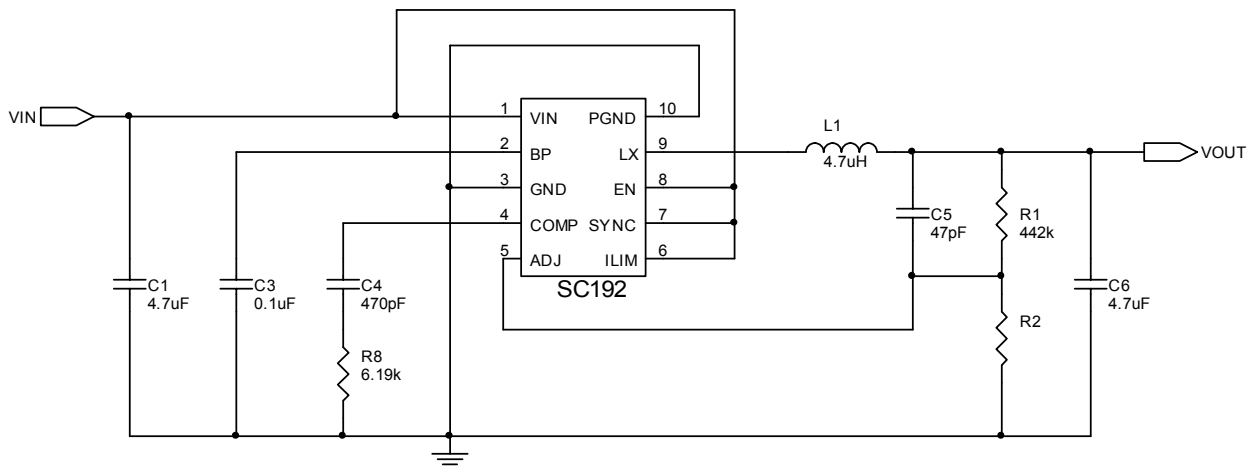 VIN
1 VIN PGND 10
2 BP LX 9
3 GND EN 8
4 COMP SYNC 7
5 ADJ ILIM 6
SC192
L1
4.7uH
VOUT
C5
47pF
R1
442k
C1
4.7uF
C3
0.1uF
C4
470pF
R8
6.19k
R2
C6
4.7uF